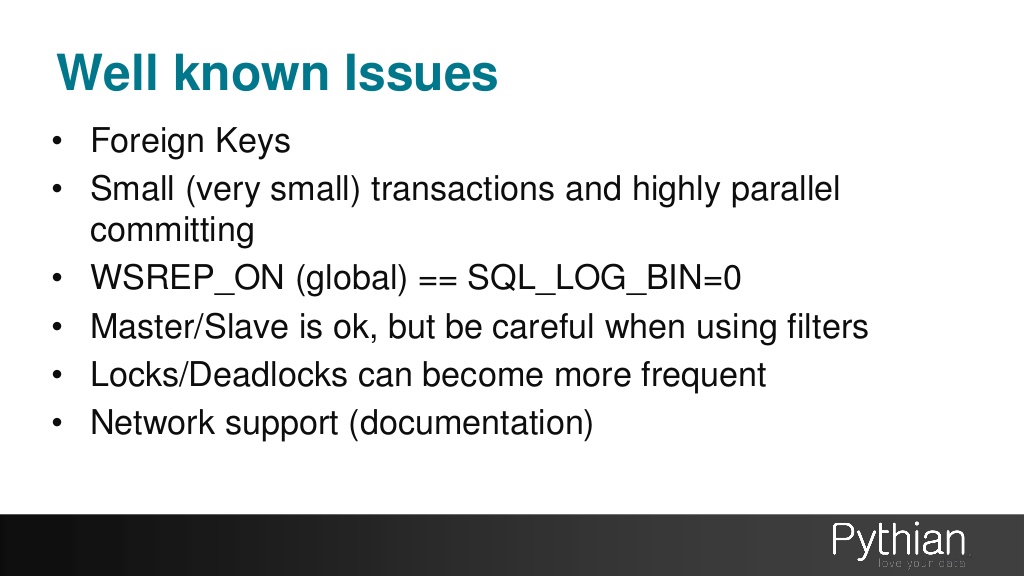 Well known Issues
• Foreign Keys
• Small (very small) transactions and highly parallel
committing
• WSREP_ON (global) == SQL_LOG_BIN=0
• Master/Slave is ok, but be careful when using filters
• Locks/Deadlocks can become more frequent
• Network support (documentation)
Pythian
love your data